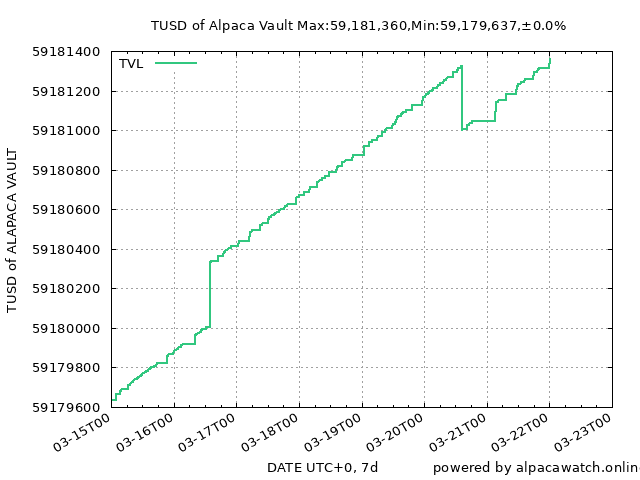 TUSD of Alpaca Vault Max:59,181,360,Min:59,179,637,±0.0%
TVL
TUSD of ALAPACA VAULT
59181400
59181200
59181000
59180800
59180600
59180400
59180200
59180000
59179800
59179600
03-15T00
03-16T00
03-17T00
03-18T00
03-19T00
03-20T00
03-21T00
03-22T00
03-23T00
DATE UTC+0, 7d
powered by alpacawatch.onlin